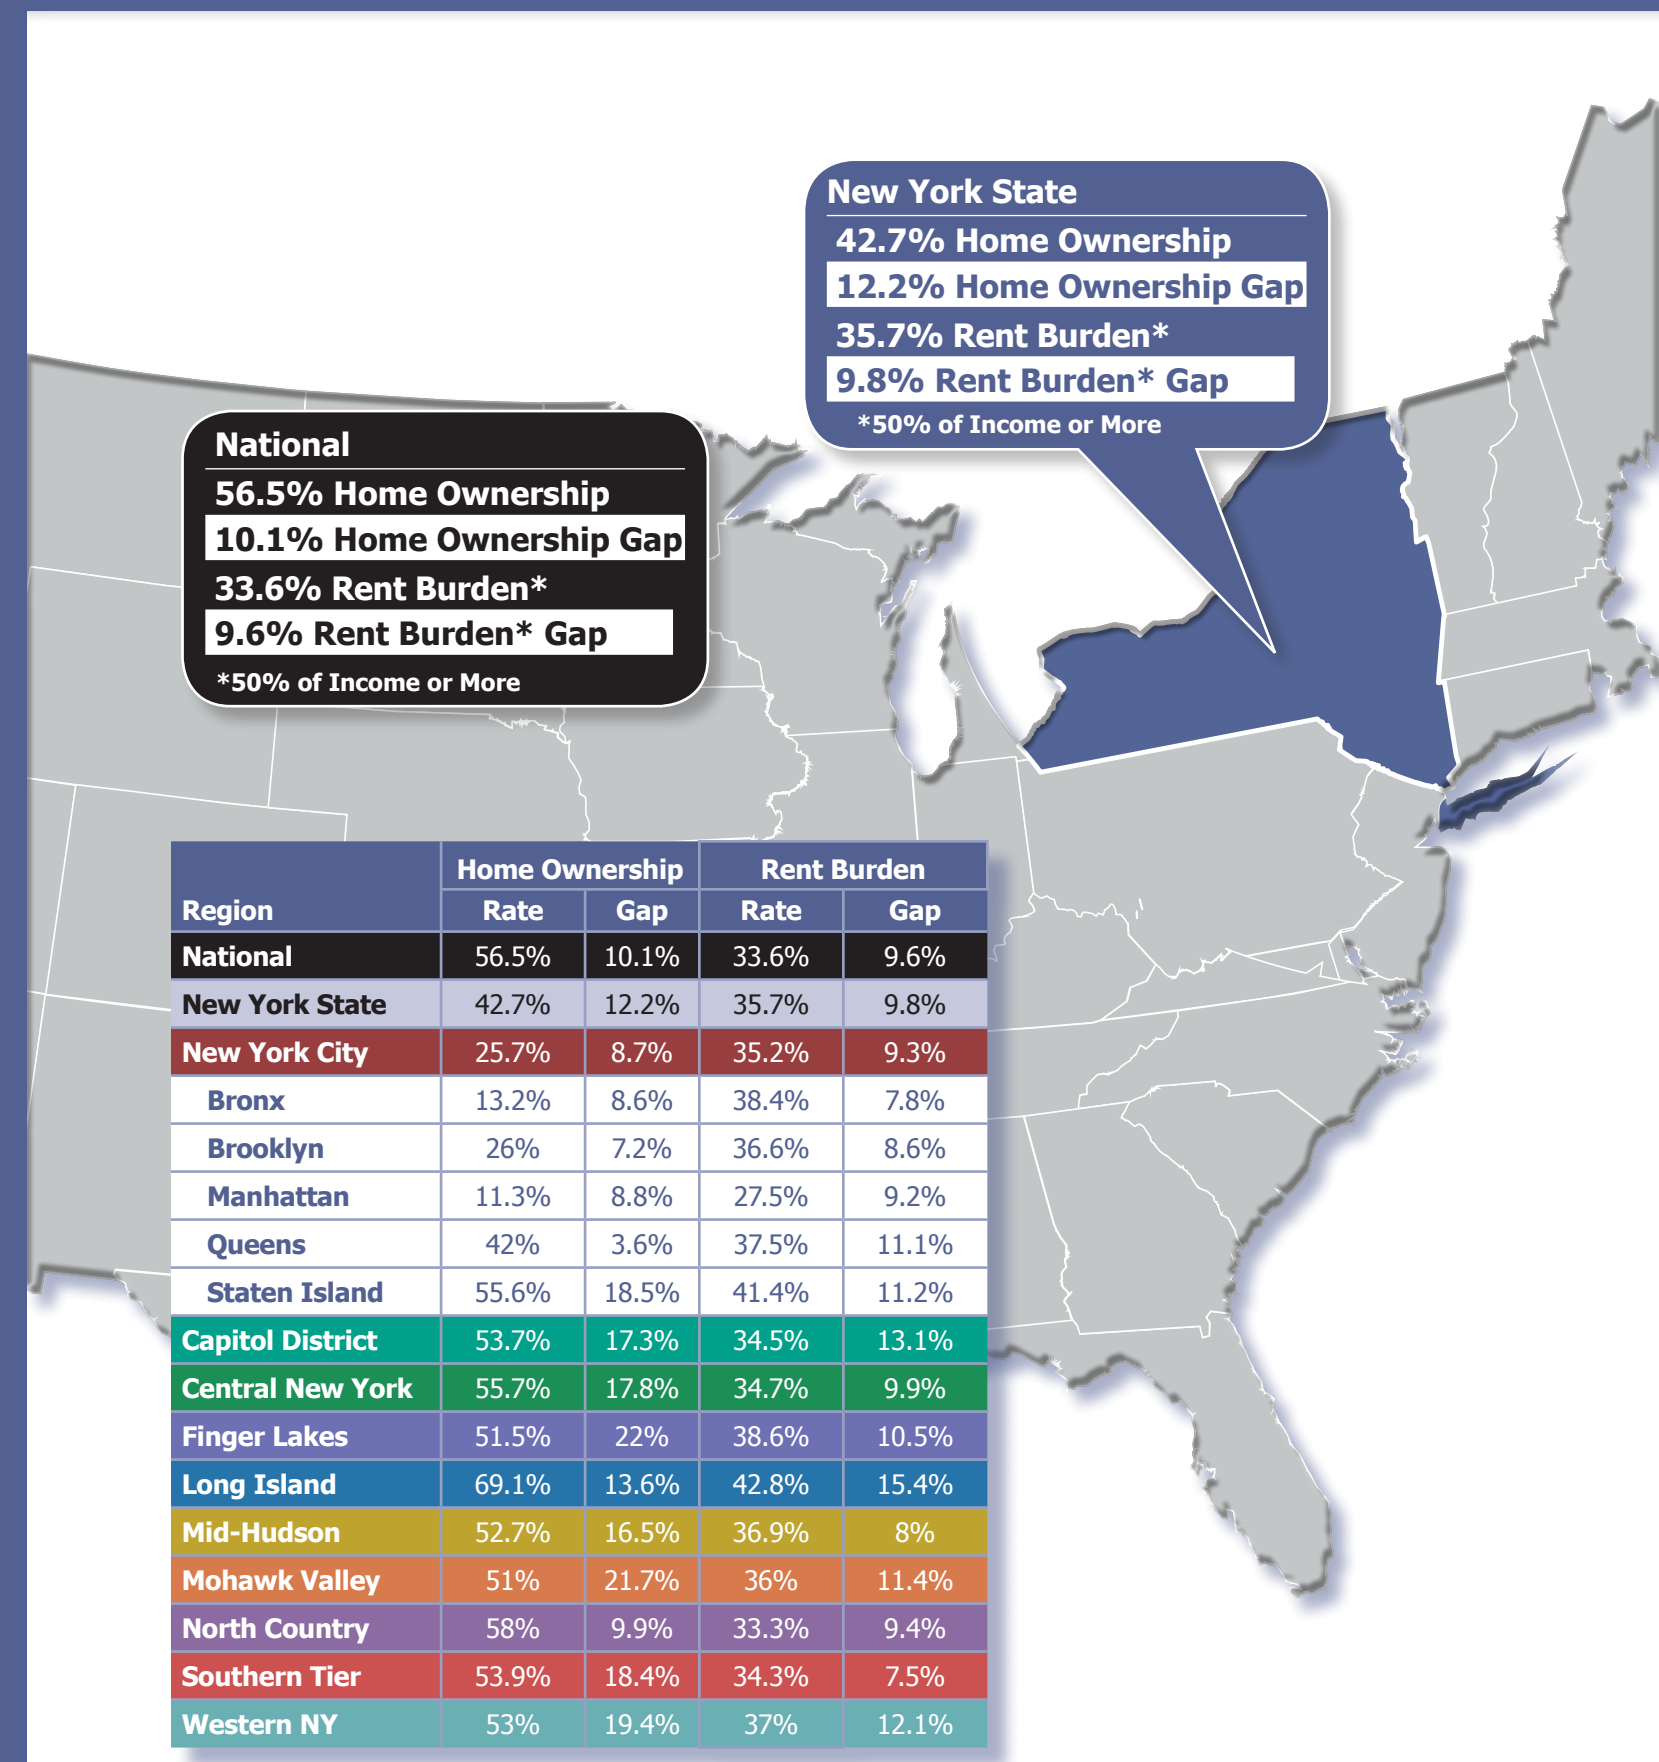 New York State
42.7% Home Ownership
12.2% Home Ownership Gap
35.7% Rent Burden*
9.8% Rent Burden* Gap
*50% of Income or More
National
56.5% Home Ownership
10.1% Home Ownership Gap
33.6% Rent Burden*
9.6% Rent Burden* Gap
*50% of Income or More
Home Ownership Rent Burden
Region Rate Gap Rate Gap
National 56.5% 10.1% 33.6% 9.6%
New York State 42.7% 12.2% 35.7% 9.8%
New York City 25.7% 8.7% 35.2% 9.3%
Bronx 13.2% 8.6% 38.4% 7.8%
Brooklyn 26% 7.2% 36.6% 8.6%
Manhattan 11.3% 8.8% 27.5% 9.2%
Queens 42% 3.6% 37.5% 11.1%
Staten Island 55.6% 18.5% 41.4% 11.2%
Capitol District 53.7% 17.3% 34.5% 13.1%
Central New York 55.7% 17.8% 34.7% 9.9%
Finger Lakes 51.5% 22% 38.6% 10.5%
Long Island 69.1% 13.6% 42.8% 15.4%
Mid-Hudson 52.7% 16.5% 36.9% 8%
Mohawk Valley 51% 21.7% 36% 11.4%
North Country 58% 9.9% 33.3% 9.4%
Southern Tier 53.9% 18.4% 34.3% 7.5%
Western NY 53% 19.4% 37% 12.1%